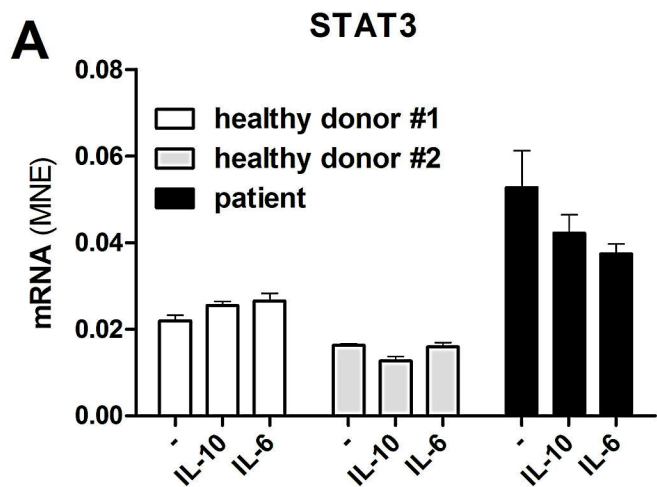 A
STAT3
mRNA (MNE)
0.08
0.06
0.04
0.02
0.00
healthy donor #1
healthy donor #2
patient
- IL-10 IL-6 - IL-10 IL-6 - IL-10 IL-6